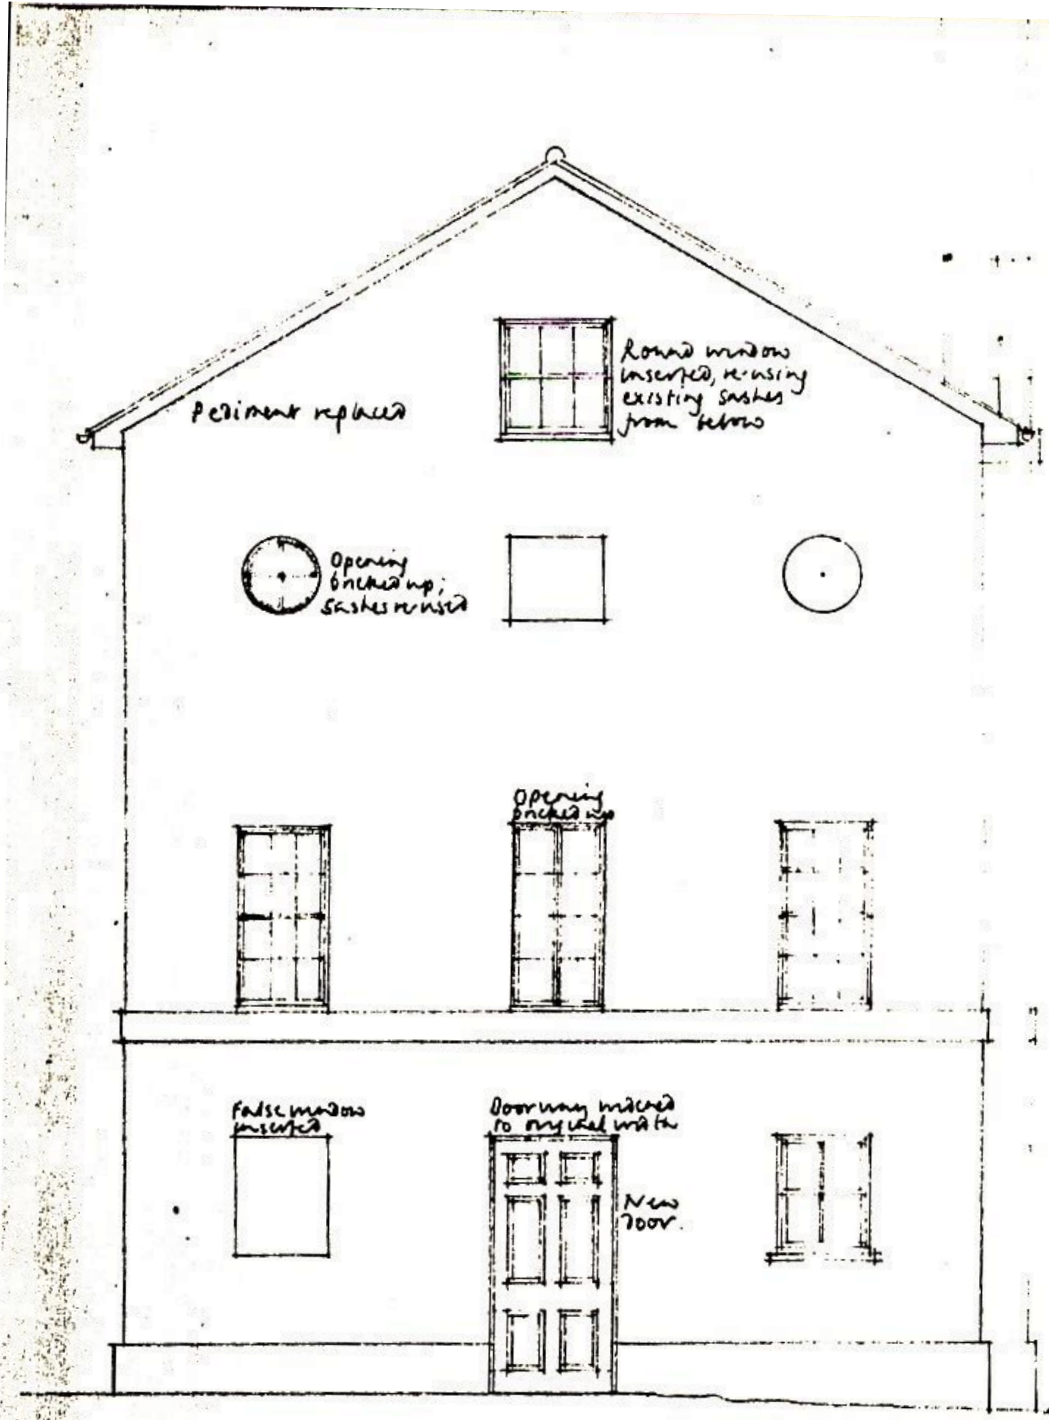 Round window
inserted, re-using
existing sashes
from below
Pediment replaced
Opening
bricked up;
sashes re-used
Opening
bricked up
False window
inserted
Doorway widened
to original width
New
Door.